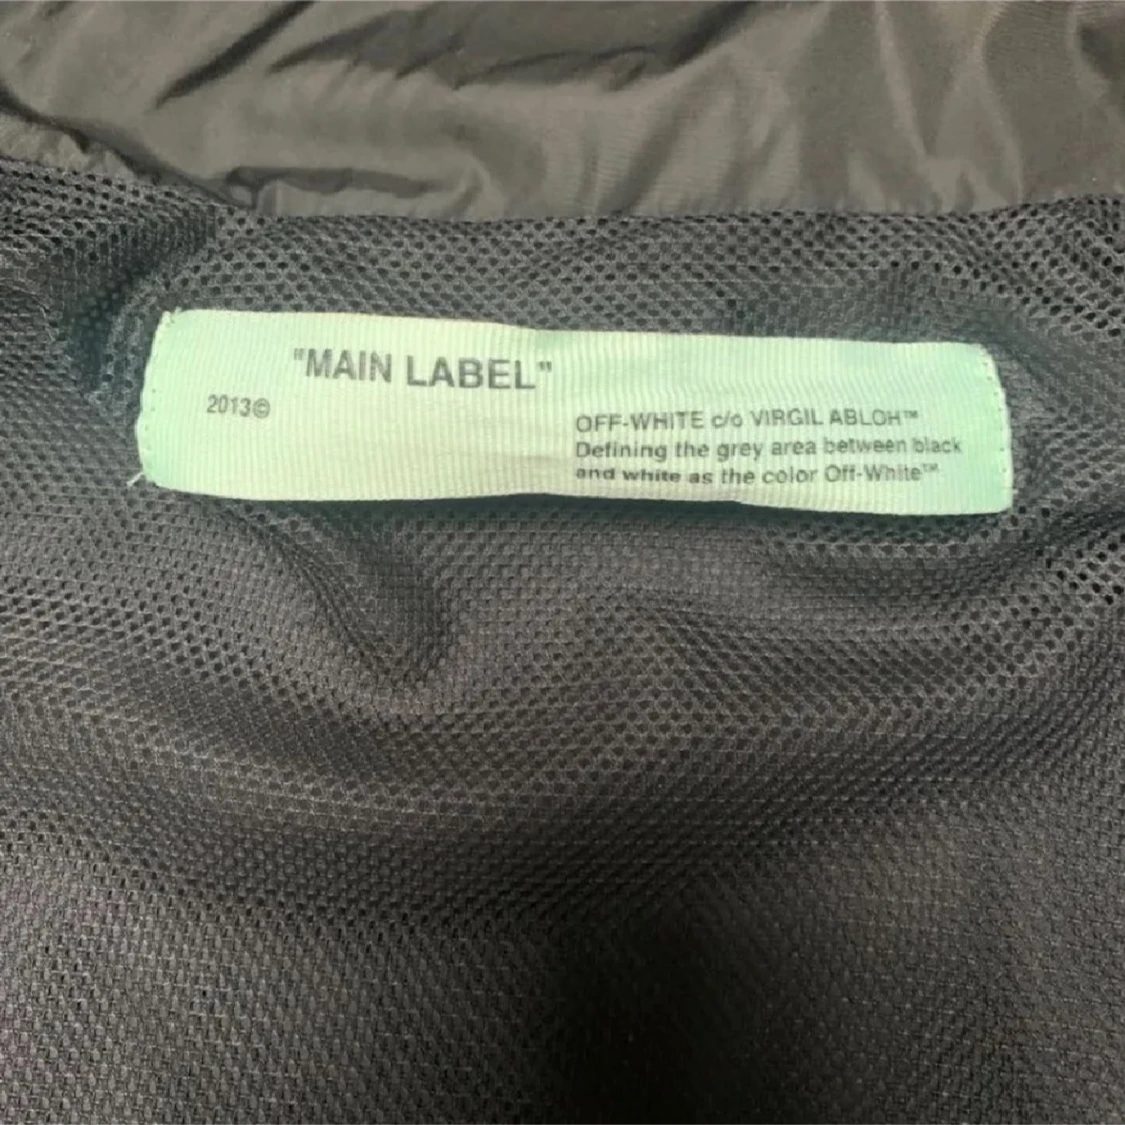 "MAIN LABEL"
2013©
OFF-WHITE c/o VIRGIL ABLOH™
Defining the grey area between black
and white as the color Off-White™